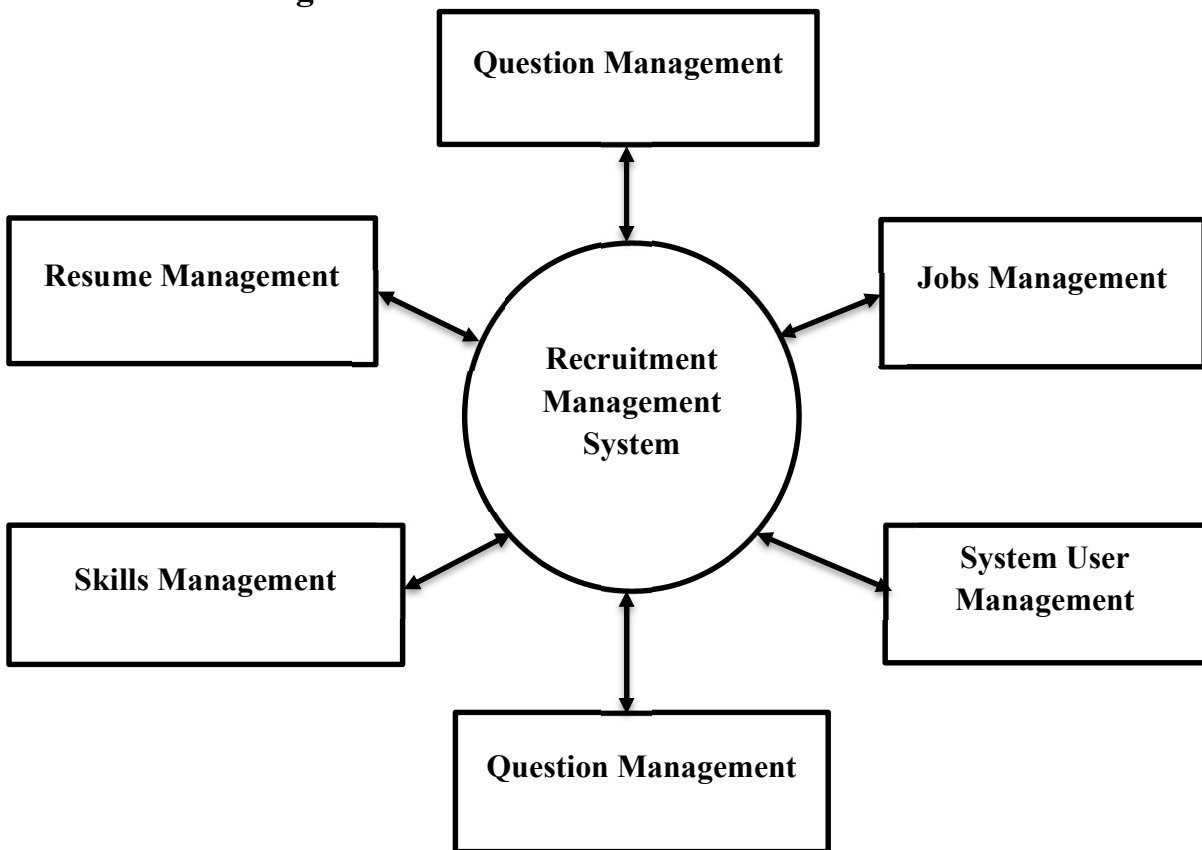 Question Management
Resume Management
Jobs Management
Recruitment
Management
System
Skills Management
System User
Management
Question Management